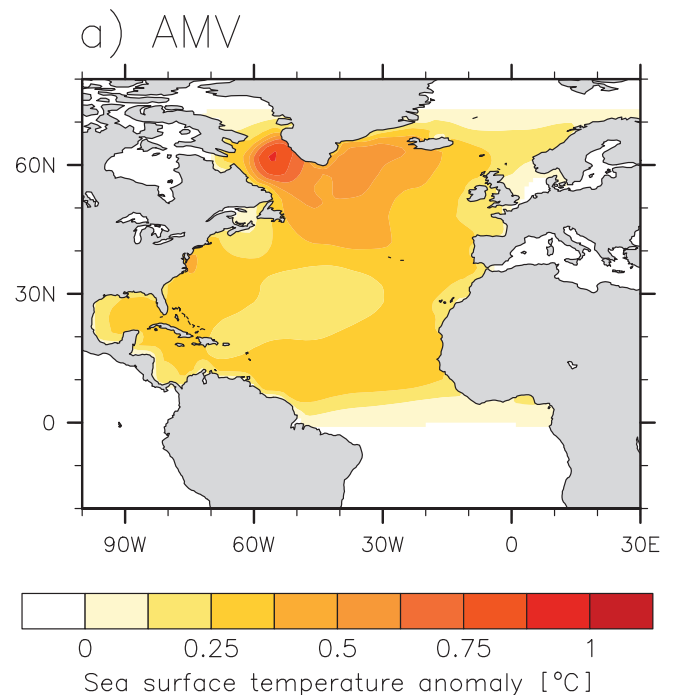 a) AMV
60N
30N
0
90W 60W 30W 0 30E
0 0.25 0.5 0.75 1
Sea surface temperature anomaly [°C]